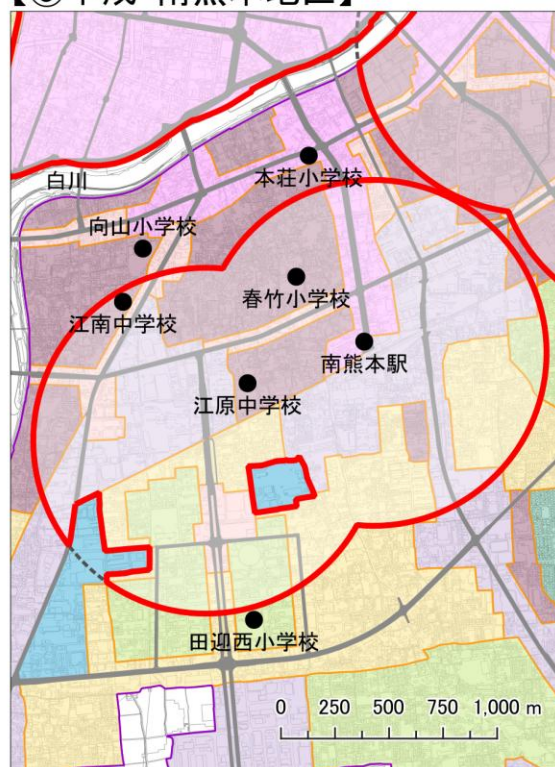 白川
本荘小学校
向山小学校
春竹小学校
江南中学校
南熊本駅
江原中学校
田迎西小学校
0 250 500 750 1,000 m